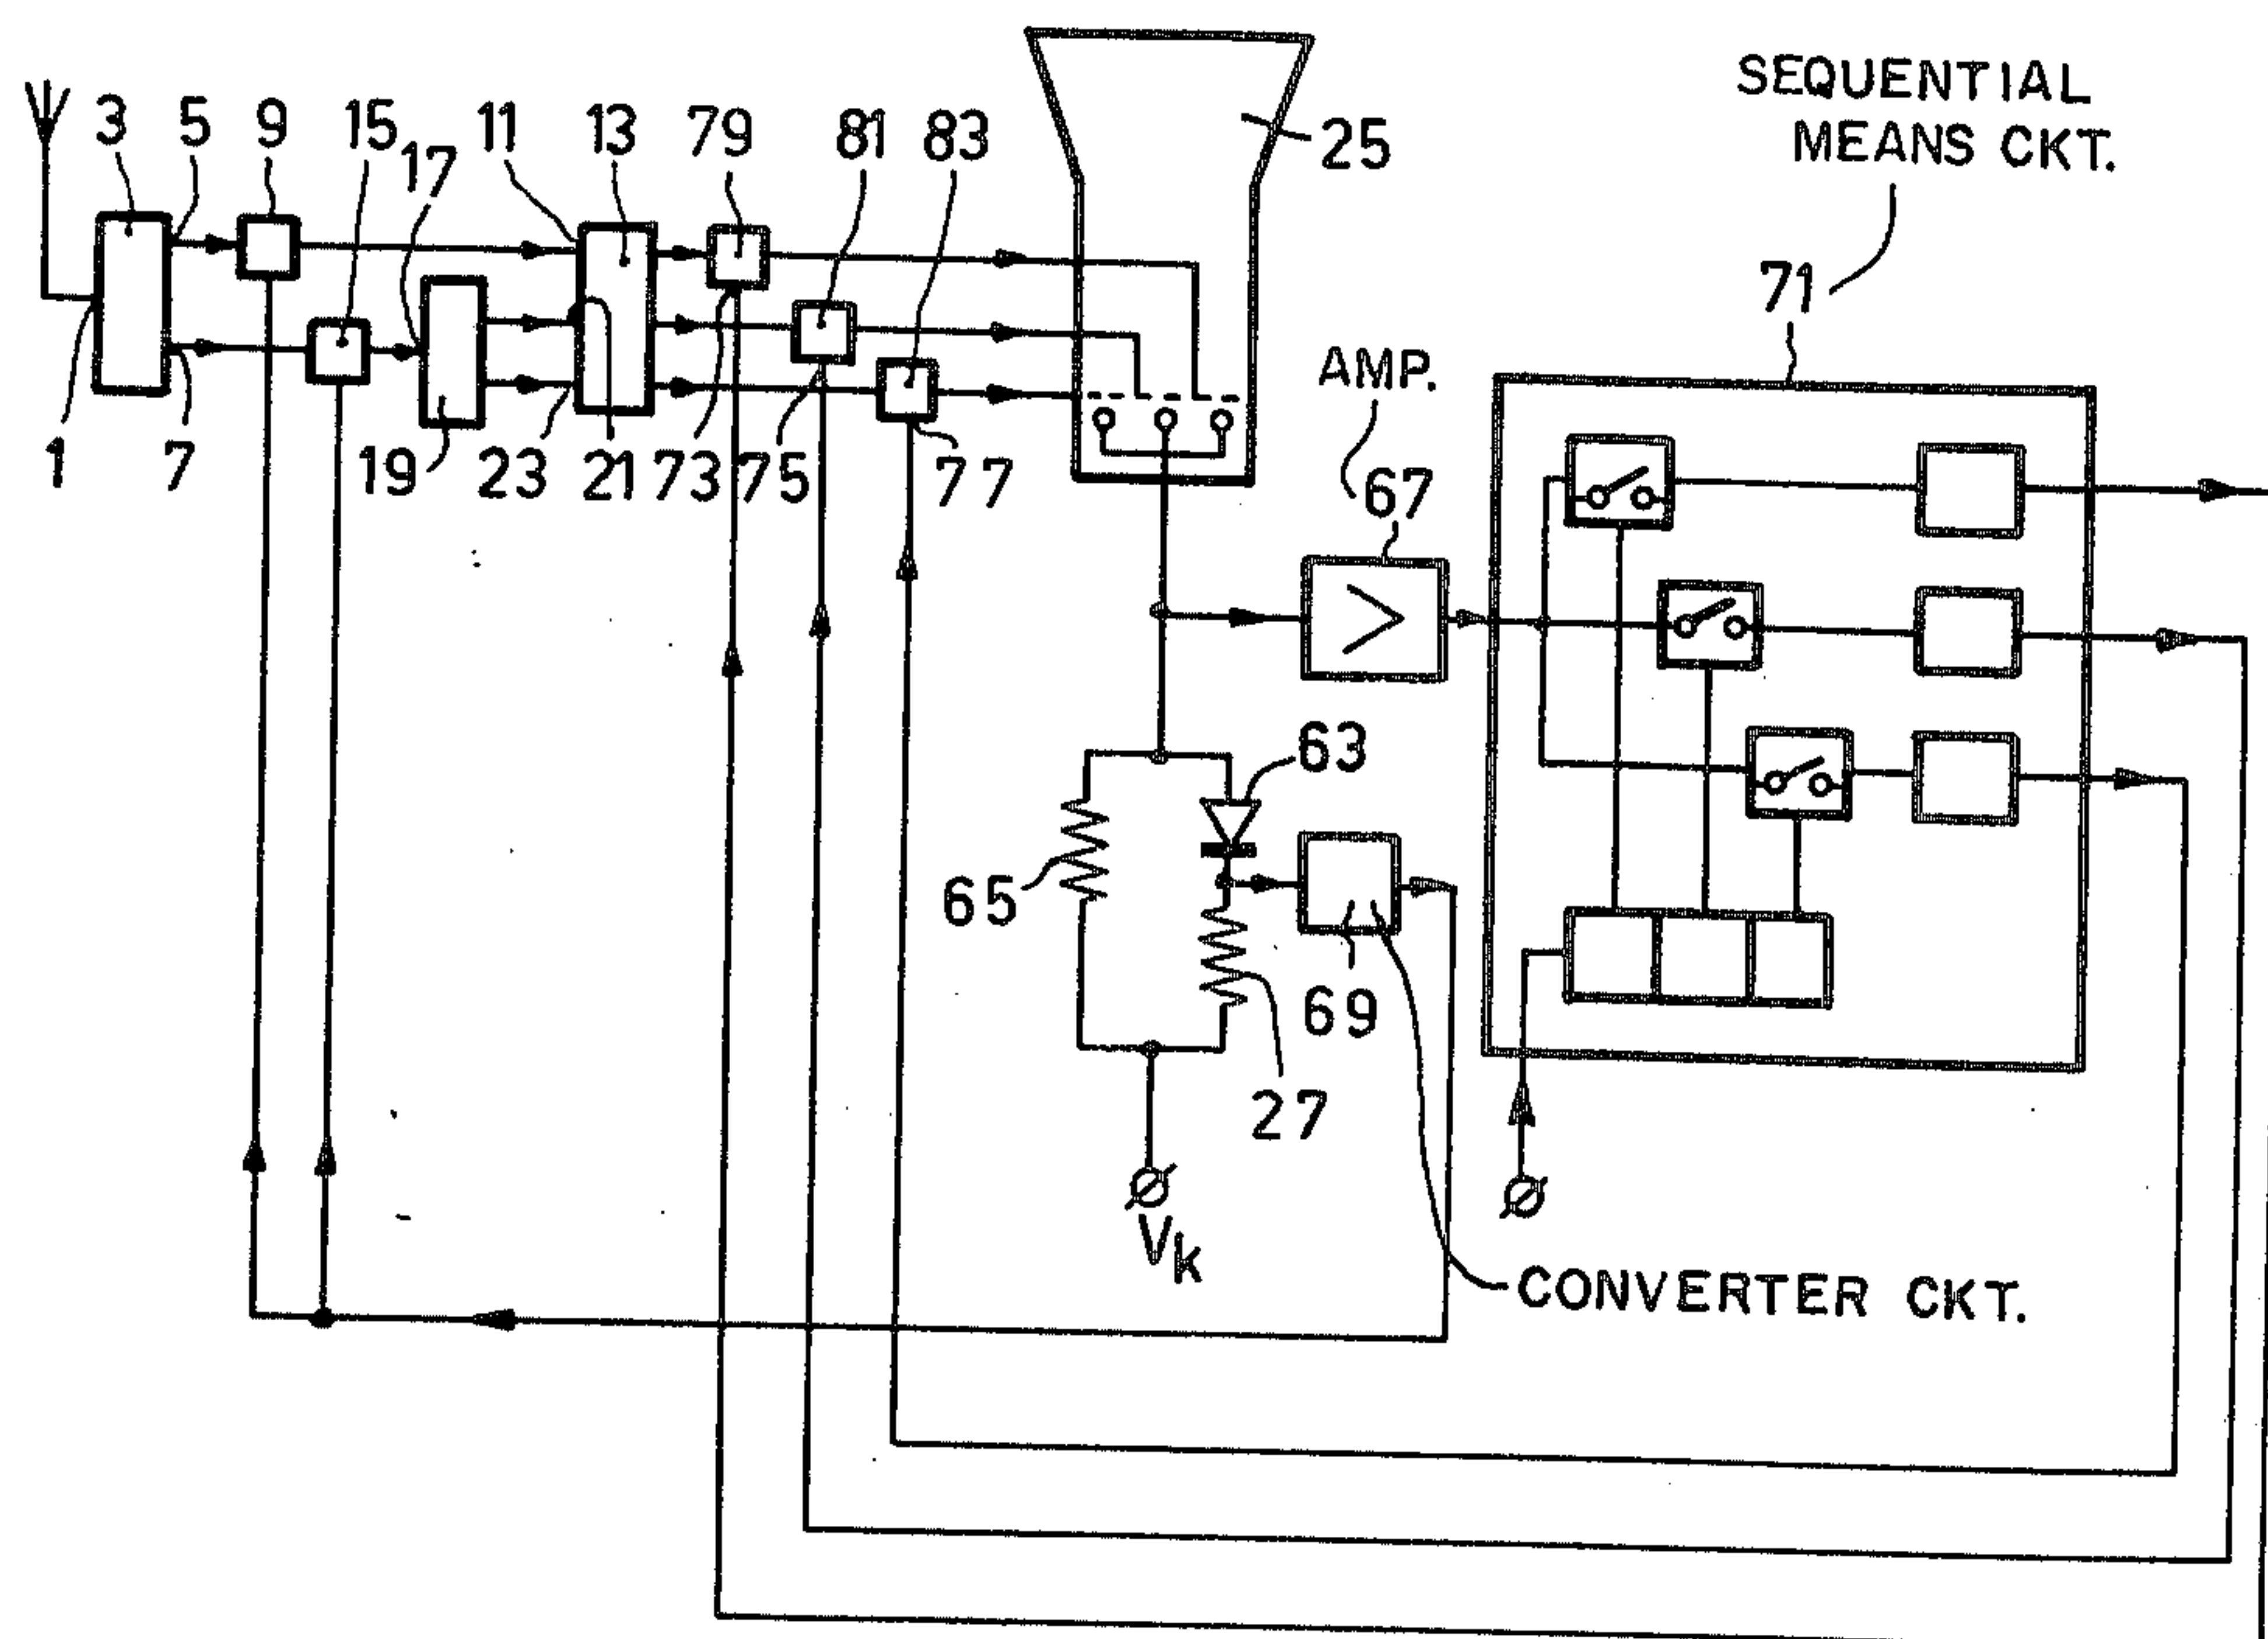 SEQUENTIAL
MEANS CKT.
3 5 9 15 17 11 13 79 81 83 25
71
AMP.
67
1 7 19 23 21 73 75 77
63
65
69
27
Vk
CONVERTER CKT.